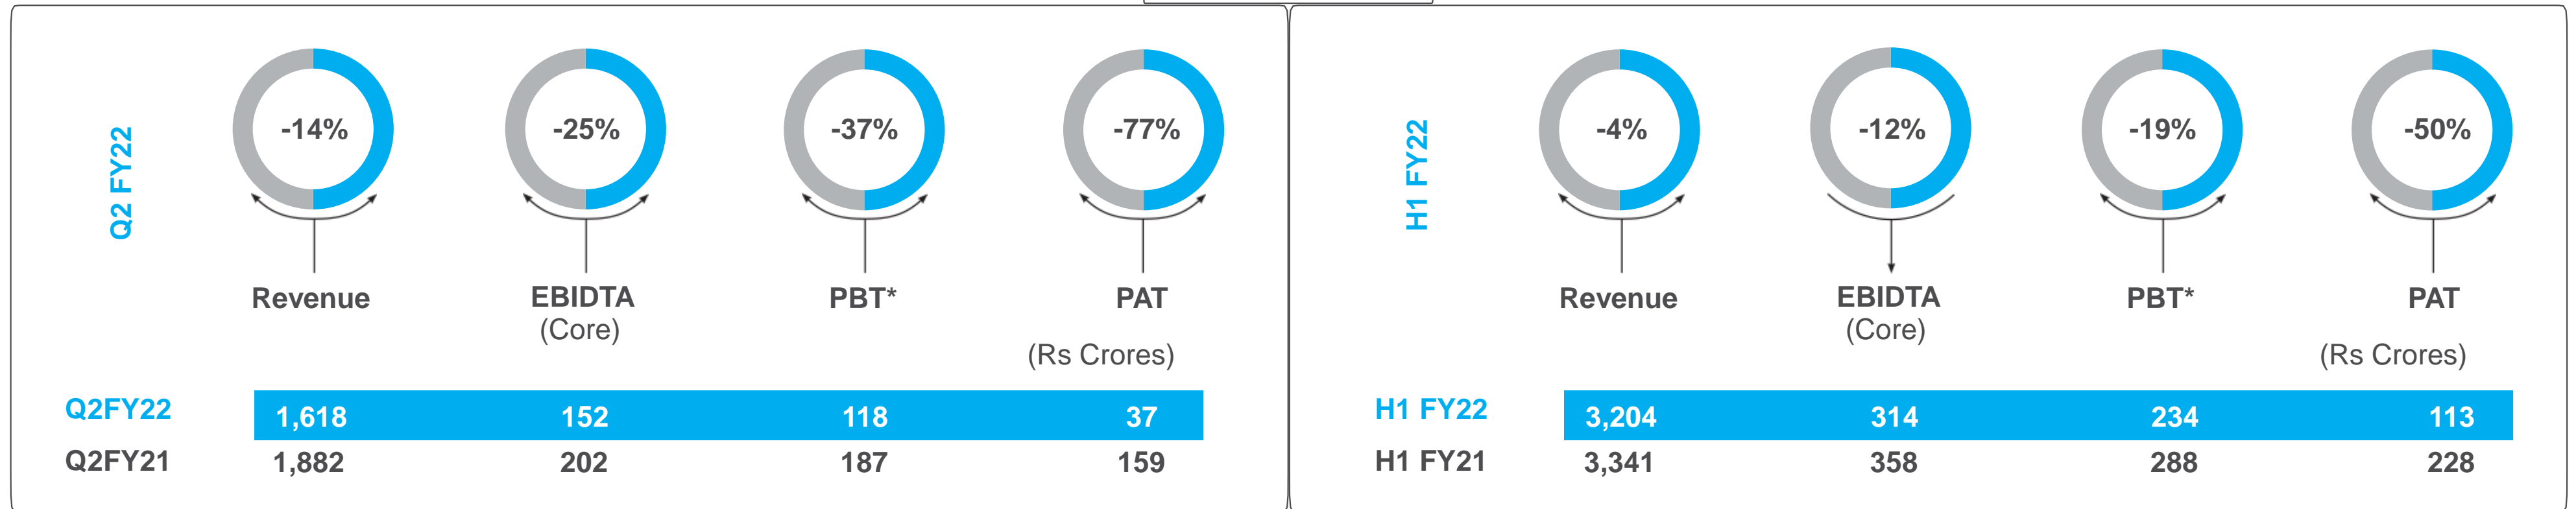 Q2 FY22
-14%
-25%
-37%
-77%
Revenue
EBIDTA
(Core)
PBT*
PAT
(Rs Crores)
Q2FY22 1,618 152 118 37
Q2FY21 1,882 202 187 159
H1 FY22
-4%
-12%
-19%
-50%
Revenue
EBIDTA
(Core)
PBT*
PAT
(Rs Crores)
H1 FY22 3,204 314 234 113
H1 FY21 3,341 358 288 228